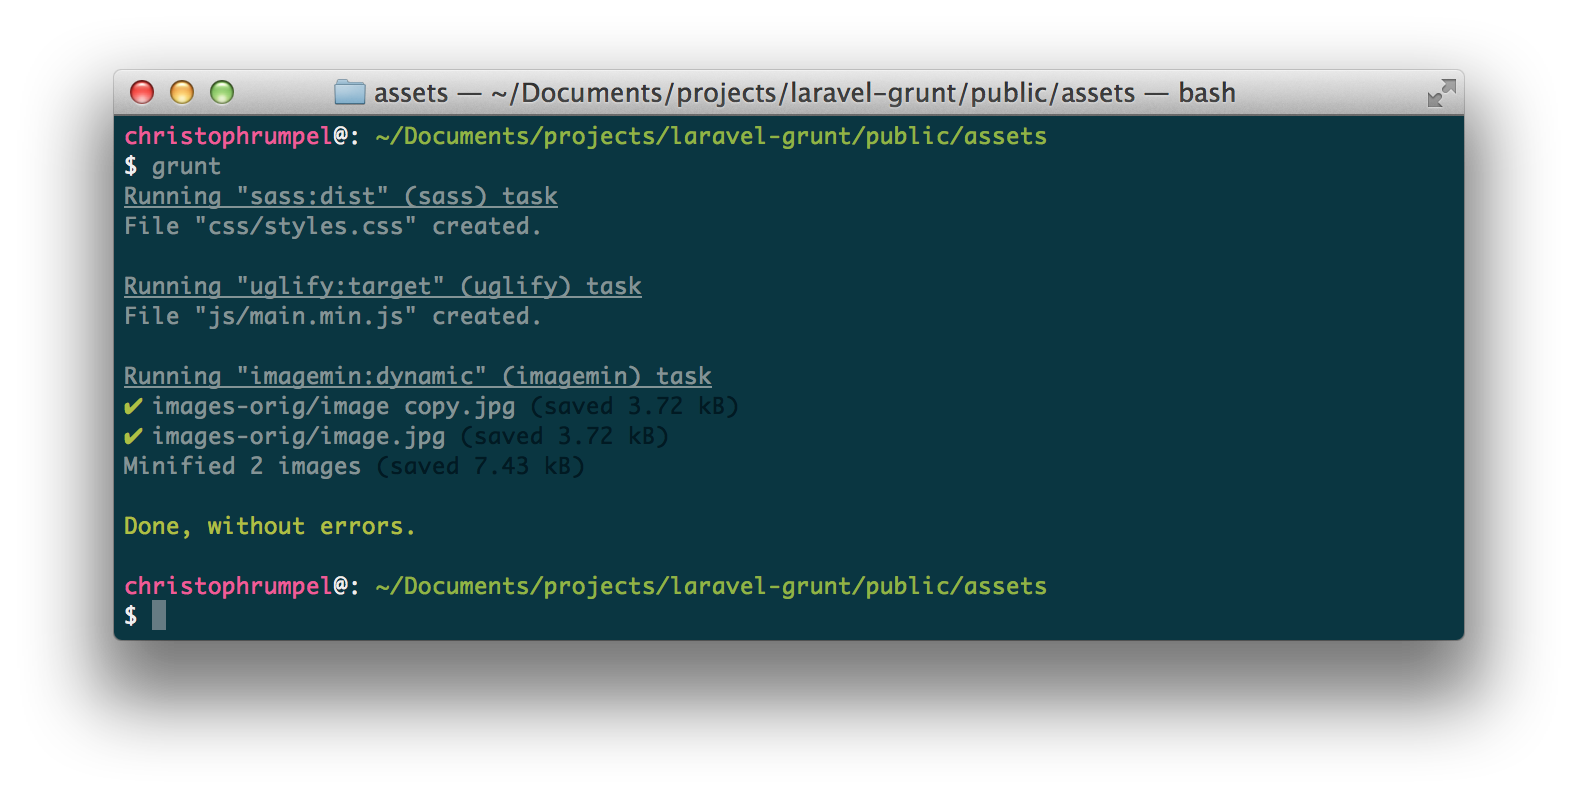 assets — ~/Documents/projects/laravel-grunt/public/assets — bash
christophrumpel@: ~/Documents/projects/laravel-grunt/public/assets
$ grunt
Running "sass:dist" (sass) task
File "css/styles.css" created.
Running "uglify:target" (uglify) task
File "js/main.min.js" created.
Running "imagemin:dynamic" (imagemin) task
✔ images-orig/image copy.jpg (saved 3.72 kB)
✔ images-orig/image.jpg (saved 3.72 kB)
Minified 2 images (saved 7.43 kB)
Done, without errors.
christophrumpel@: ~/Documents/projects/laravel-grunt/public/assets
$